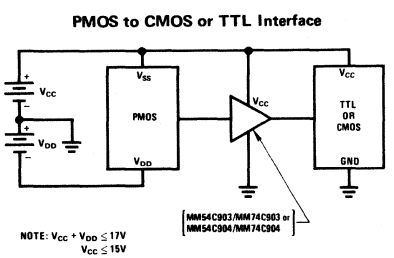 PMOS to CMOS or TTL Interface
+
VCC
−
+
VDD
−
VSS
PMOS
VDD
VCC
VCC
TTL
OR
CMOS
GND
MM54C903/MM74C903 or
MM54C904/MM74C904
NOTE: VCC + VDD ≤ 17V
VCC ≤ 15V